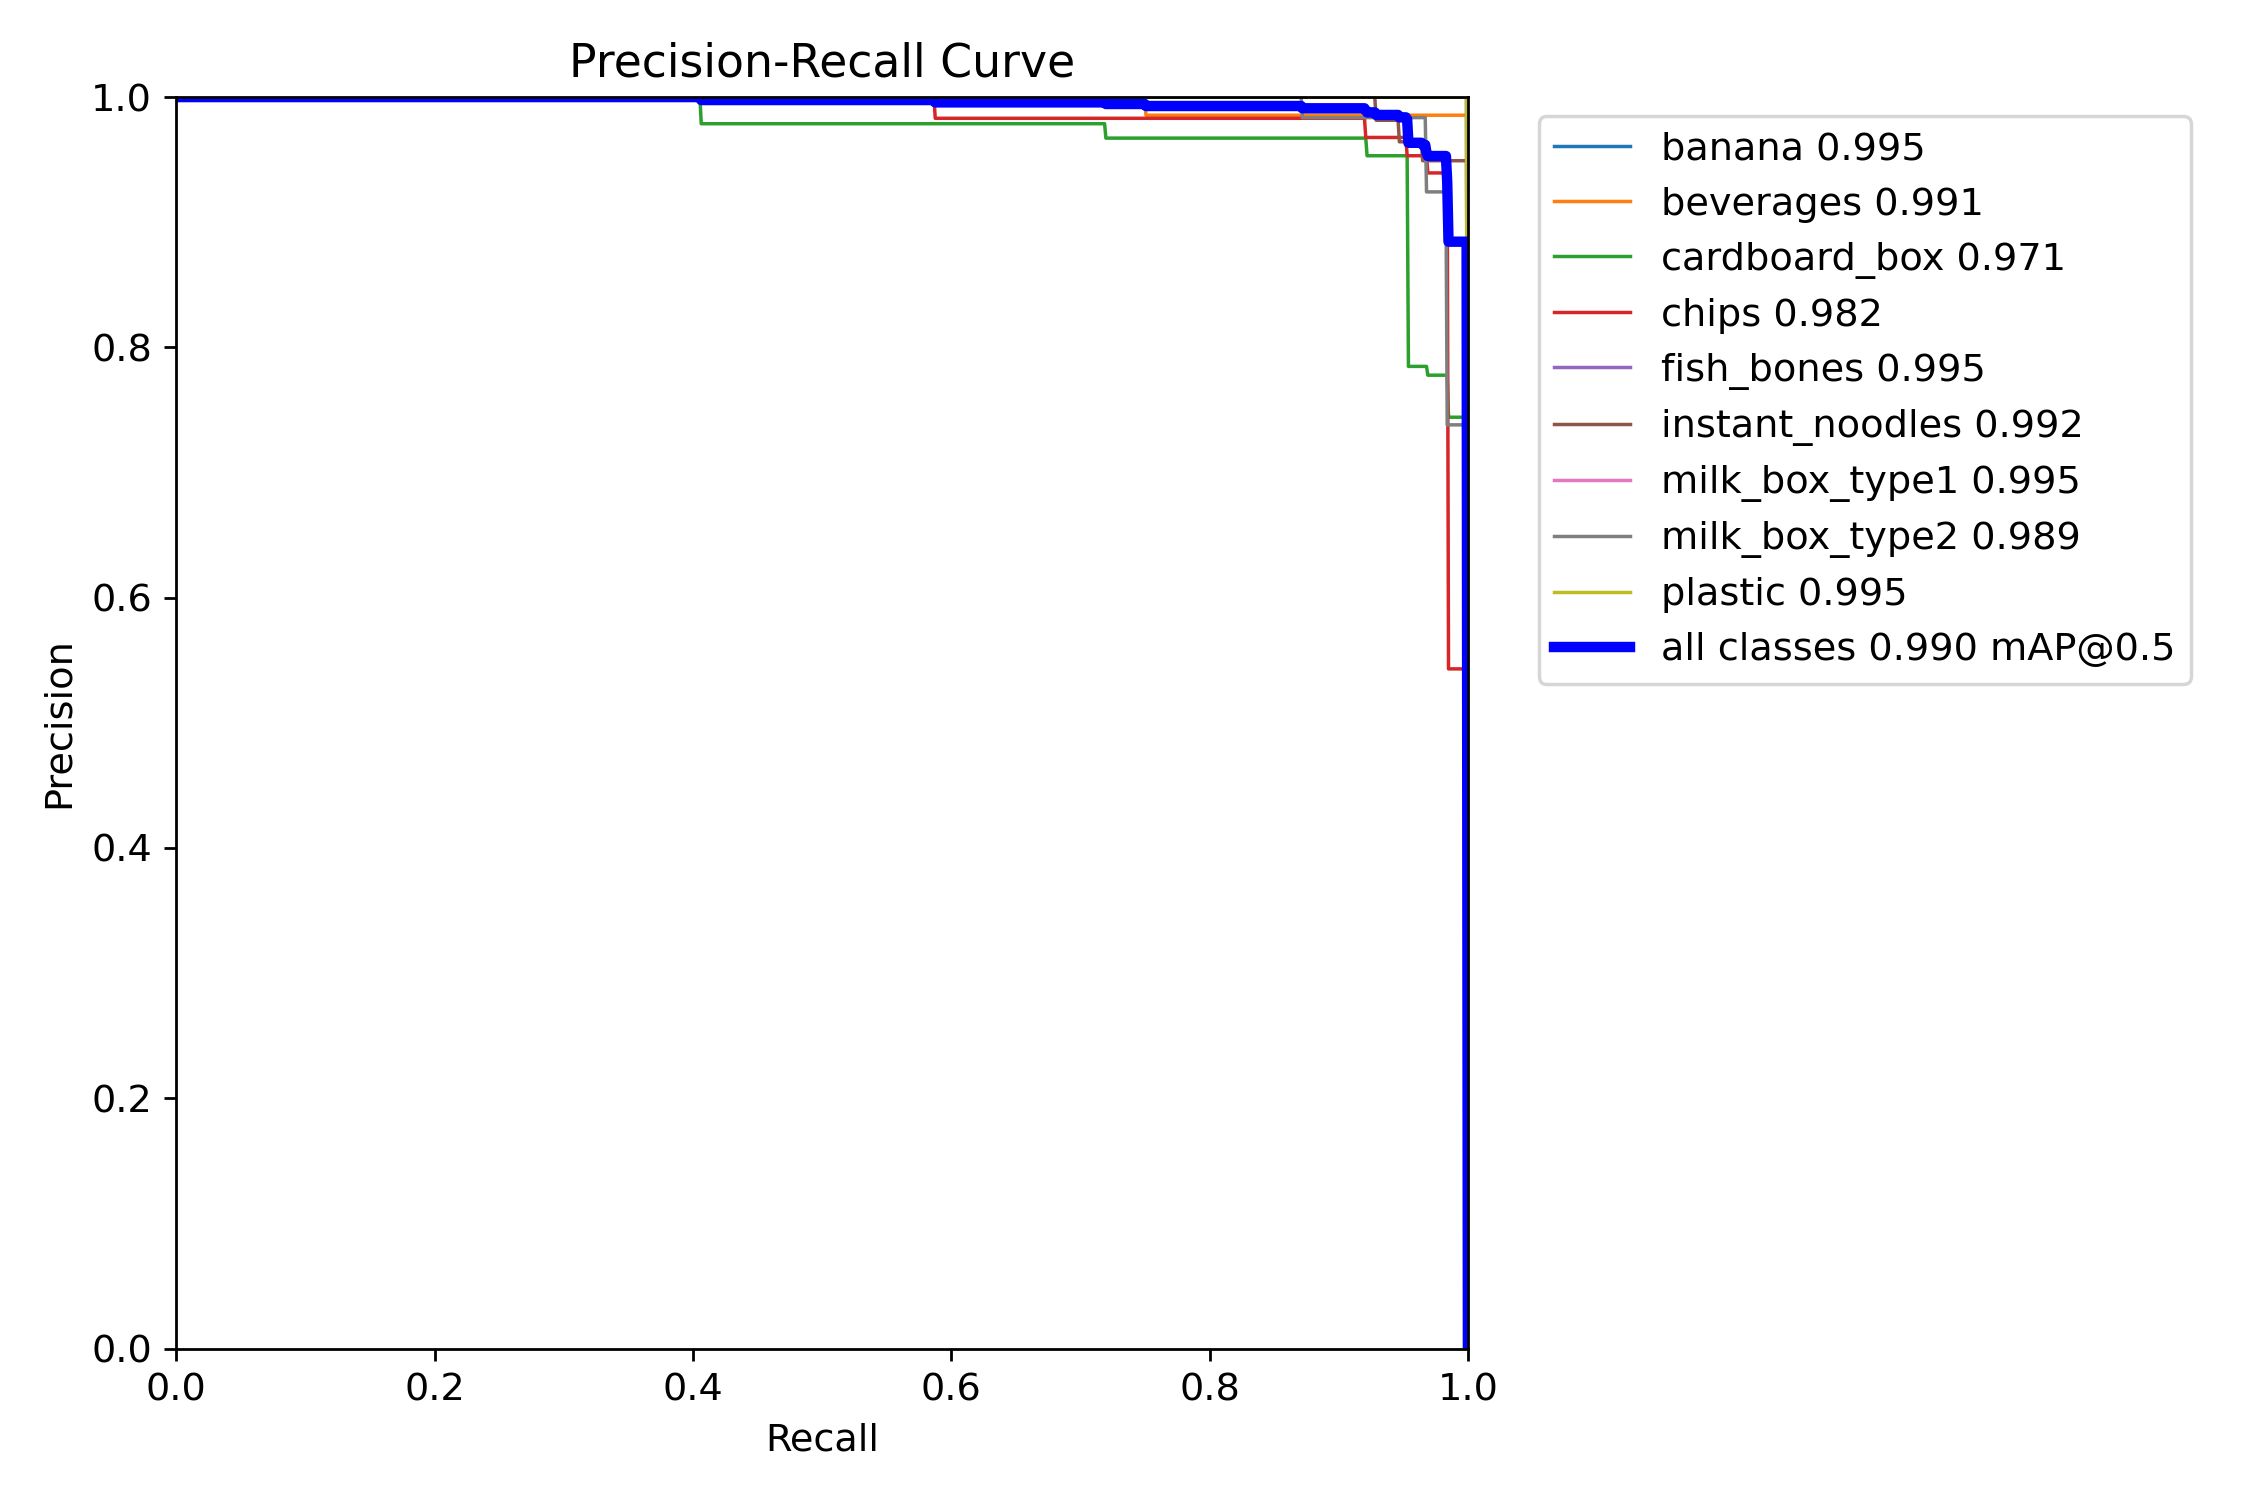 Precision-Recall Curve
1.0
0.8
0.6
0.4
0.2
0.0
Precision
0.0 0.2 0.4 0.6 0.8 1.0
Recall
banana 0.995
beverages 0.991
cardboard_box 0.971
chips 0.982
fish_bones 0.995
instant_noodles 0.992
milk_box_type1 0.995
milk_box_type2 0.989
plastic 0.995
all classes 0.990 mAP@0.5